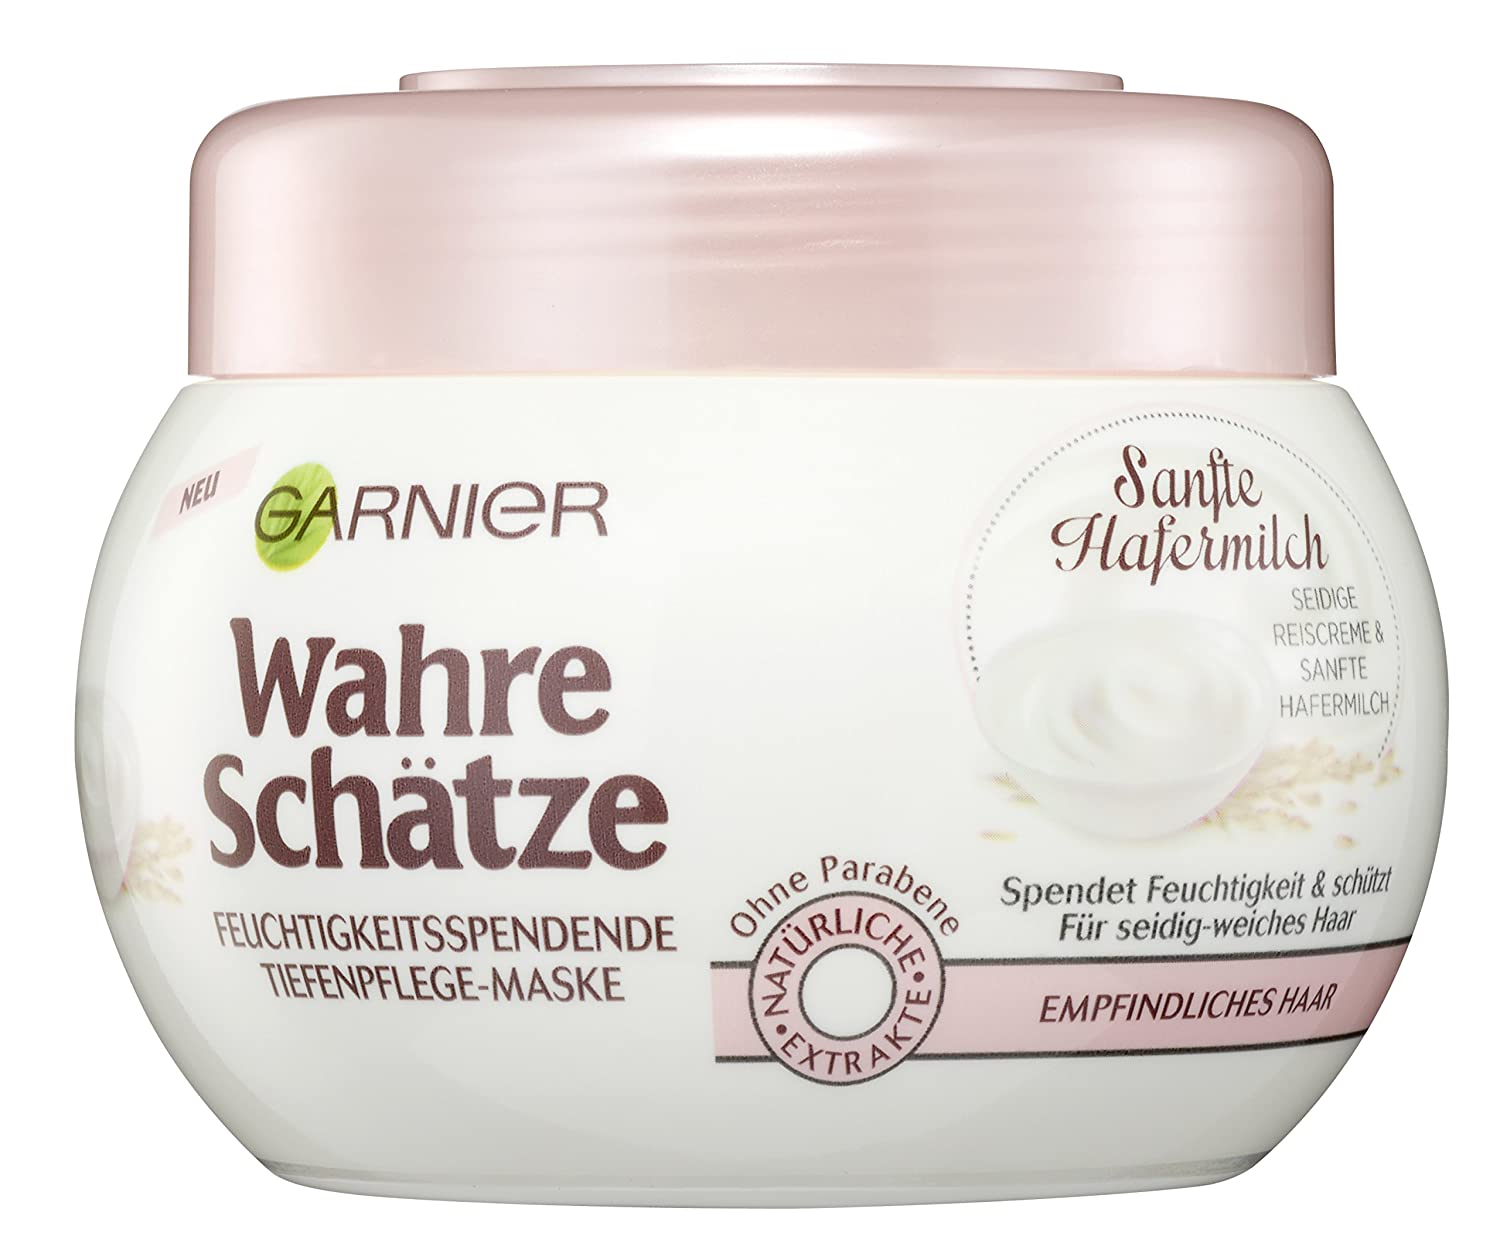 NEU
GARNIER
Wahre
Schätze
FEUCHTIGKEITSSPENDENDE
TIEFENPFLEGE-MASKE
Sanfte
Hafermilch
SEIDIGE
REISCREME &
SANFTE
HAFERMILCH
Spendet Feuchtigkeit & schützt
Für seidig-weiches Haar
Ohne Parabene
• NATÜRLICHE •
EXTRAKTE
EMPFINDLICHES HAAR